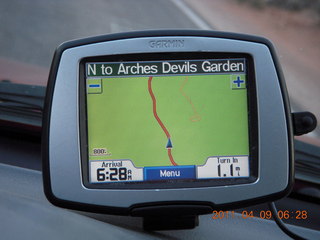 GARMIN
N to Arches Devils Garden
Arrival
6:28 AM
Menu
Turn In
1.1
2011.04.09 06:28